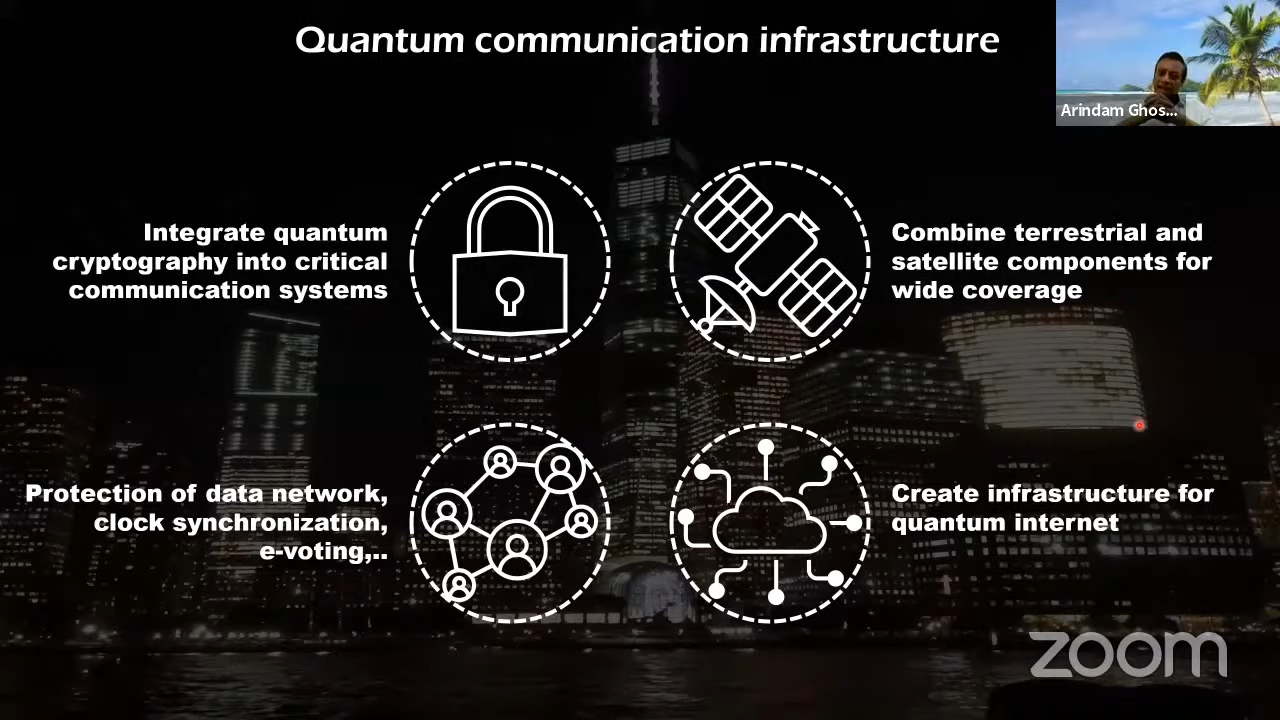 Quantum communication infrastructure
Arindam Ghos...
Integrate quantum
cryptography into critical
communication systems
Combine terrestrial and
satellite components for
wide coverage
Protection of data network,
clock synchronization,
e-voting,..
Create infrastructure for
quantum internet
zoom